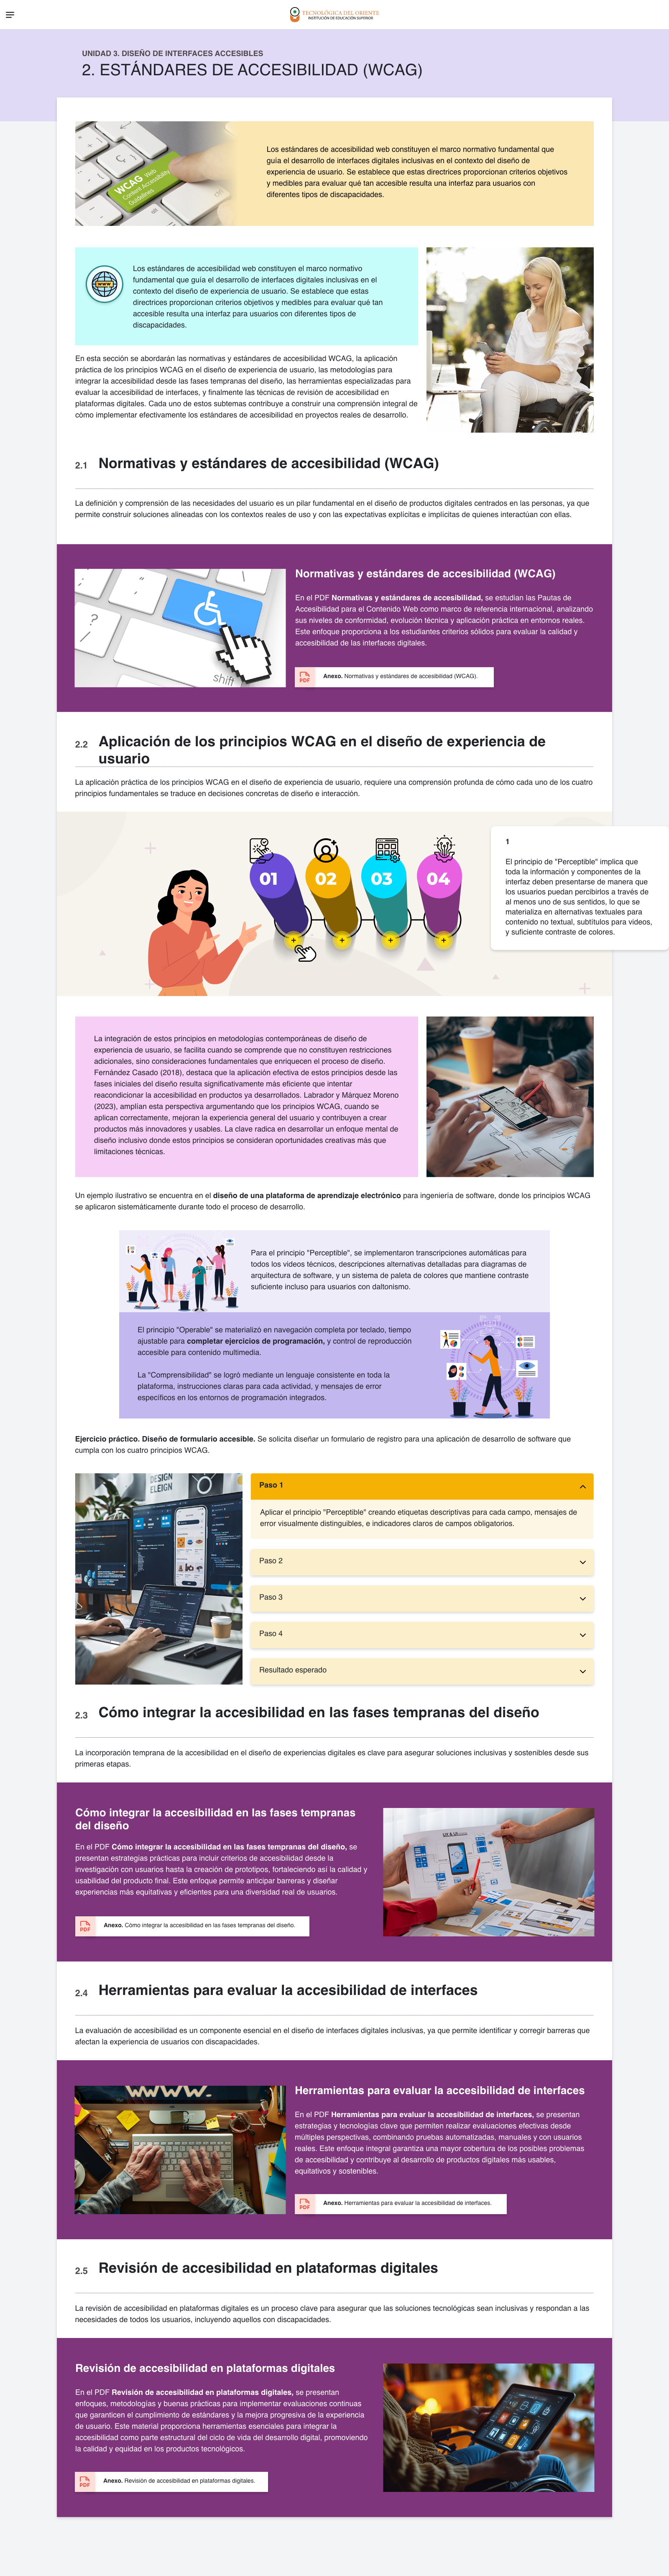 TECNOLÓGICA DEL ORIENTE
INSTITUCIÓN DE EDUCACIÓN SUPERIOR
UNIDAD 3. DISEÑO DE INTERFACES ACCESIBLES
2. ESTÁNDARES DE ACCESIBILIDAD (WCAG)
WCAG Web
Content Accessibility
Guidelines
Los estándares de accesibilidad web constituyen el marco normativo fundamental que
guía el desarrollo de interfaces digitales inclusivas en el contexto del diseño de
experiencia de usuario. Se establece que estas directrices proporcionan criterios objetivos
y medibles para evaluar qué tan accesible resulta una interfaz para usuarios con
diferentes tipos de discapacidades.
WWW
Los estándares de accesibilidad web constituyen el marco normativo
fundamental que guía el desarrollo de interfaces digitales inclusivas en el
contexto del diseño de experiencia de usuario. Se establece que estas
directrices proporcionan criterios objetivos y medibles para evaluar qué tan
accesible resulta una interfaz para usuarios con diferentes tipos de
discapacidades.
En esta sección se abordarán las normativas y estándares de accesibilidad WCAG, la aplicación
práctica de los principios WCAG en el diseño de experiencia de usuario, las metodologías para
integrar la accesibilidad desde las fases tempranas del diseño, las herramientas especializadas para
evaluar la accesibilidad de interfaces, y finalmente las técnicas de revisión de accesibilidad en
plataformas digitales. Cada uno de estos subtemas contribuye a construir una comprensión integral de
cómo implementar efectivamente los estándares de accesibilidad en proyectos reales de desarrollo.
2.1 Normativas y estándares de accesibilidad (WCAG)
La definición y comprensión de las necesidades del usuario es un pilar fundamental en el diseño de productos digitales centrados en las personas, ya que
permite construir soluciones alineadas con los contextos reales de uso y con las expectativas explícitas e implícitas de quienes interactúan con ellas.
?
shift
Normativas y estándares de accesibilidad (WCAG)
En el PDF Normativas y estándares de accesibilidad, se estudian las Pautas de
Accesibilidad para el Contenido Web como marco de referencia internacional, analizando
sus niveles de conformidad, evolución técnica y aplicación práctica en entornos reales.
Este enfoque proporciona a los estudiantes criterios sólidos para evaluar la calidad y
accesibilidad de las interfaces digitales.
PDF
Anexo. Normativas y estándares de accesibilidad (WCAG).
2.2 Aplicación de los principios WCAG en el diseño de experiencia de
usuario
La aplicación práctica de los principios WCAG en el diseño de experiencia de usuario, requiere una comprensión profunda de cómo cada uno de los cuatro
principios fundamentales se traduce en decisiones concretas de diseño e interacción.
01
02
03
04
1
El principio de "Perceptible" implica que
toda la información y componentes de la
interfaz deben presentarse de manera que
los usuarios puedan percibirlos a través de
al menos uno de sus sentidos, lo que se
materializa en alternativas textuales para
contenido no textual, subtítulos para videos,
y suficiente contraste de colores.
La integración de estos principios en metodologías contemporáneas de diseño de
experiencia de usuario, se facilita cuando se comprende que no constituyen restricciones
adicionales, sino consideraciones fundamentales que enriquecen el proceso de diseño.
Fernández Casado (2018), destaca que la aplicación efectiva de estos principios desde las
fases iniciales del diseño resulta significativamente más eficiente que intentar
reacondicionar la accesibilidad en productos ya desarrollados. Labrador y Márquez Moreno
(2023), amplían esta perspectiva argumentando que los principios WCAG, cuando se
aplican correctamente, mejoran la experiencia general del usuario y contribuyen a crear
productos más innovadores y usables. La clave radica en desarrollar un enfoque mental de
diseño inclusivo donde estos principios se consideran oportunidades creativas más que
limitaciones técnicas.
Un ejemplo ilustrativo se encuentra en el diseño de una plataforma de aprendizaje electrónico para ingeniería de software, donde los principios WCAG
se aplicaron sistemáticamente durante todo el proceso de desarrollo.
Para el principio "Perceptible", se implementaron transcripciones automáticas para
todos los videos técnicos, descripciones alternativas detalladas para diagramas de
arquitectura de software, y un sistema de paleta de colores que mantiene contraste
suficiente incluso para usuarios con daltonismo.
El principio "Operable" se materializó en navegación completa por teclado, tiempo
ajustable para completar ejercicios de programación, y control de reproducción
accesible para contenido multimedia.
La "Comprensibilidad" se logró mediante un lenguaje consistente en toda la
plataforma, instrucciones claras para cada actividad, y mensajes de error
específicos en los entornos de programación integrados.
Ejercicio práctico. Diseño de formulario accesible. Se solicita diseñar un formulario de registro para una aplicación de desarrollo de software que
cumpla con los cuatro principios WCAG.
Paso 1
Aplicar el principio "Perceptible" creando etiquetas descriptivas para cada campo, mensajes de
error visualmente distinguibles, e indicadores claros de campos obligatorios.
Paso 2
Paso 3
Paso 4
Resultado esperado
2.3 Cómo integrar la accesibilidad en las fases tempranas del diseño
La incorporación temprana de la accesibilidad en el diseño de experiencias digitales es clave para asegurar soluciones inclusivas y sostenibles desde sus
primeras etapas.
Cómo integrar la accesibilidad en las fases tempranas
del diseño
En el PDF Cómo integrar la accesibilidad en las fases tempranas del diseño, se
presentan estrategias prácticas para incluir criterios de accesibilidad desde la
investigación con usuarios hasta la creación de prototipos, fortaleciendo así la calidad y
usabilidad del producto final. Este enfoque permite anticipar barreras y diseñar
experiencias más equitativas y eficientes para una diversidad real de usuarios.
PDF
Anexo. Cómo integrar la accesibilidad en las fases tempranas del diseño.
UX & UI
2.4 Herramientas para evaluar la accesibilidad de interfaces
La evaluación de accesibilidad es un componente esencial en el diseño de interfaces digitales inclusivas, ya que permite identificar y corregir barreras que
afectan la experiencia de usuarios con discapacidades.
WWW
Herramientas para evaluar la accesibilidad de interfaces
En el PDF Herramientas para evaluar la accesibilidad de interfaces, se presentan
estrategias y tecnologías clave que permiten realizar evaluaciones efectivas desde
múltiples perspectivas, combinando pruebas automatizadas, manuales y con usuarios
reales. Este enfoque integral garantiza una mayor cobertura de los posibles problemas
de accesibilidad y contribuye al desarrollo de productos digitales más usables,
equitativos y sostenibles.
PDF
Anexo. Herramientas para evaluar la accesibilidad de interfaces.
2.5 Revisión de accesibilidad en plataformas digitales
La revisión de accesibilidad en plataformas digitales es un proceso clave para asegurar que las soluciones tecnológicas sean inclusivas y respondan a las
necesidades de todos los usuarios, incluyendo aquellos con discapacidades.
Revisión de accesibilidad en plataformas digitales
En el PDF Revisión de accesibilidad en plataformas digitales, se presentan
enfoques, metodologías y buenas prácticas para implementar evaluaciones continuas
que garanticen el cumplimiento de estándares y la mejora progresiva de la experiencia
de usuario. Este material proporciona herramientas esenciales para integrar la
accesibilidad como parte estructural del ciclo de vida del desarrollo digital, promoviendo
la calidad y equidad en los productos tecnológicos.
PDF
Anexo. Revisión de accesibilidad en plataformas digitales.